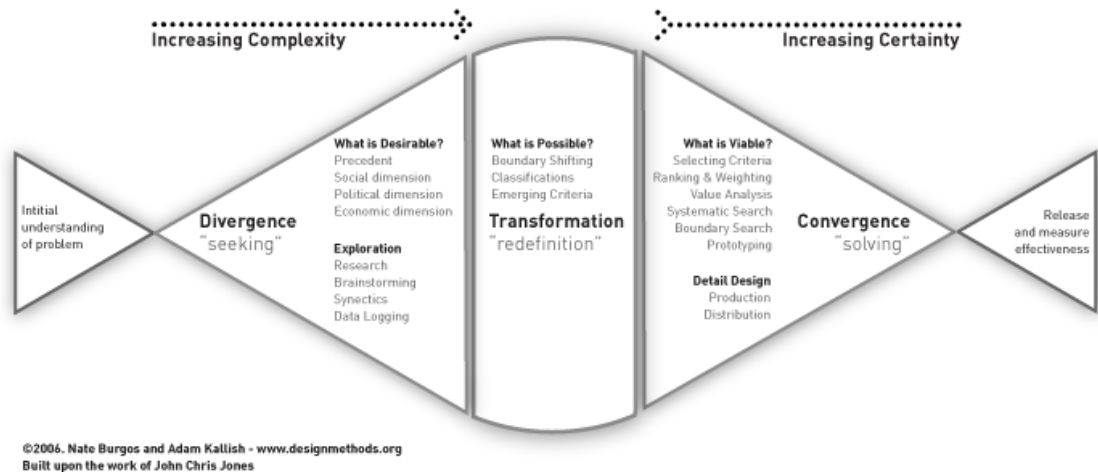 Increasing Complexity
Increasing Certainty
Intitial
understanding
of problem
Divergence
"seeking"
What is Desirable?
Precedent
Social dimension
Political dimension
Economic dimension
Exploration
Research
Brainstorming
Synectics
Data Logging
What is Possible?
Boundary Shifting
Classifications
Emerging Criteria
Transformation
"redefinition"
What is Viable?
Selecting Criteria
Ranking & Weighting
Value Analysis
Systematic Search
Boundary Search
Prototyping
Detail Design
Production
Distribution
Convergence
"solving"
Release
and measure
effectiveness
©2006. Nate Burgos and Adam Kallish - www.designmethods.org
Built upon the work of John Chris Jones